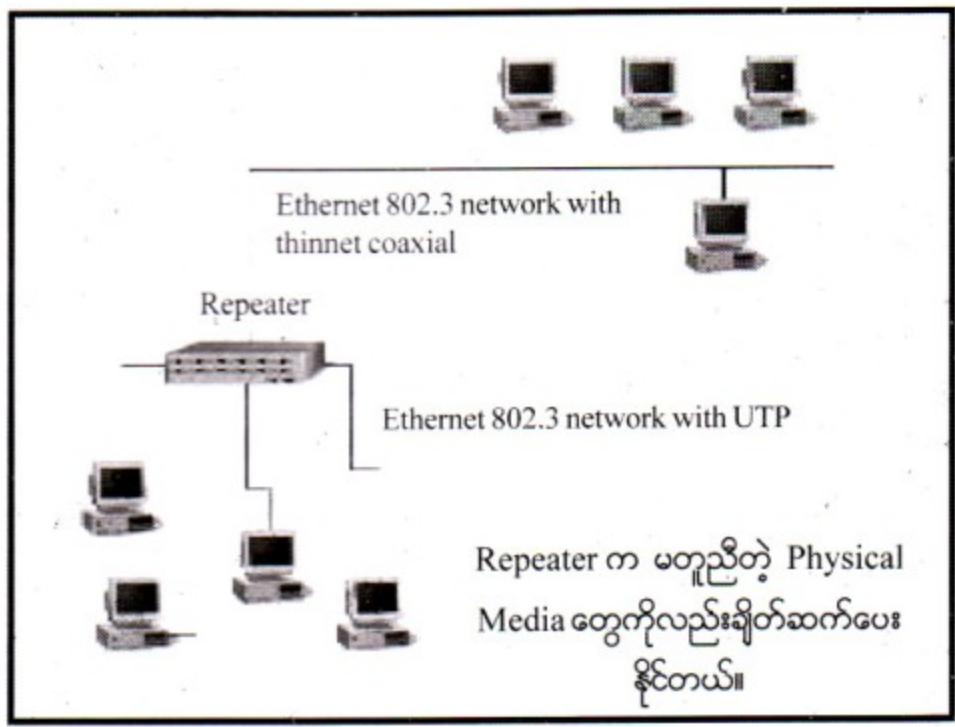 Ethernet 802.3 network with
thinnet coaxial
Repeater
Ethernet 802.3 network with UTP
Repeater က မတူညီတဲ့ Physical
Media တွေကိုလည်းချိတ်ဆက်ပေး
နိုင်တယ်။